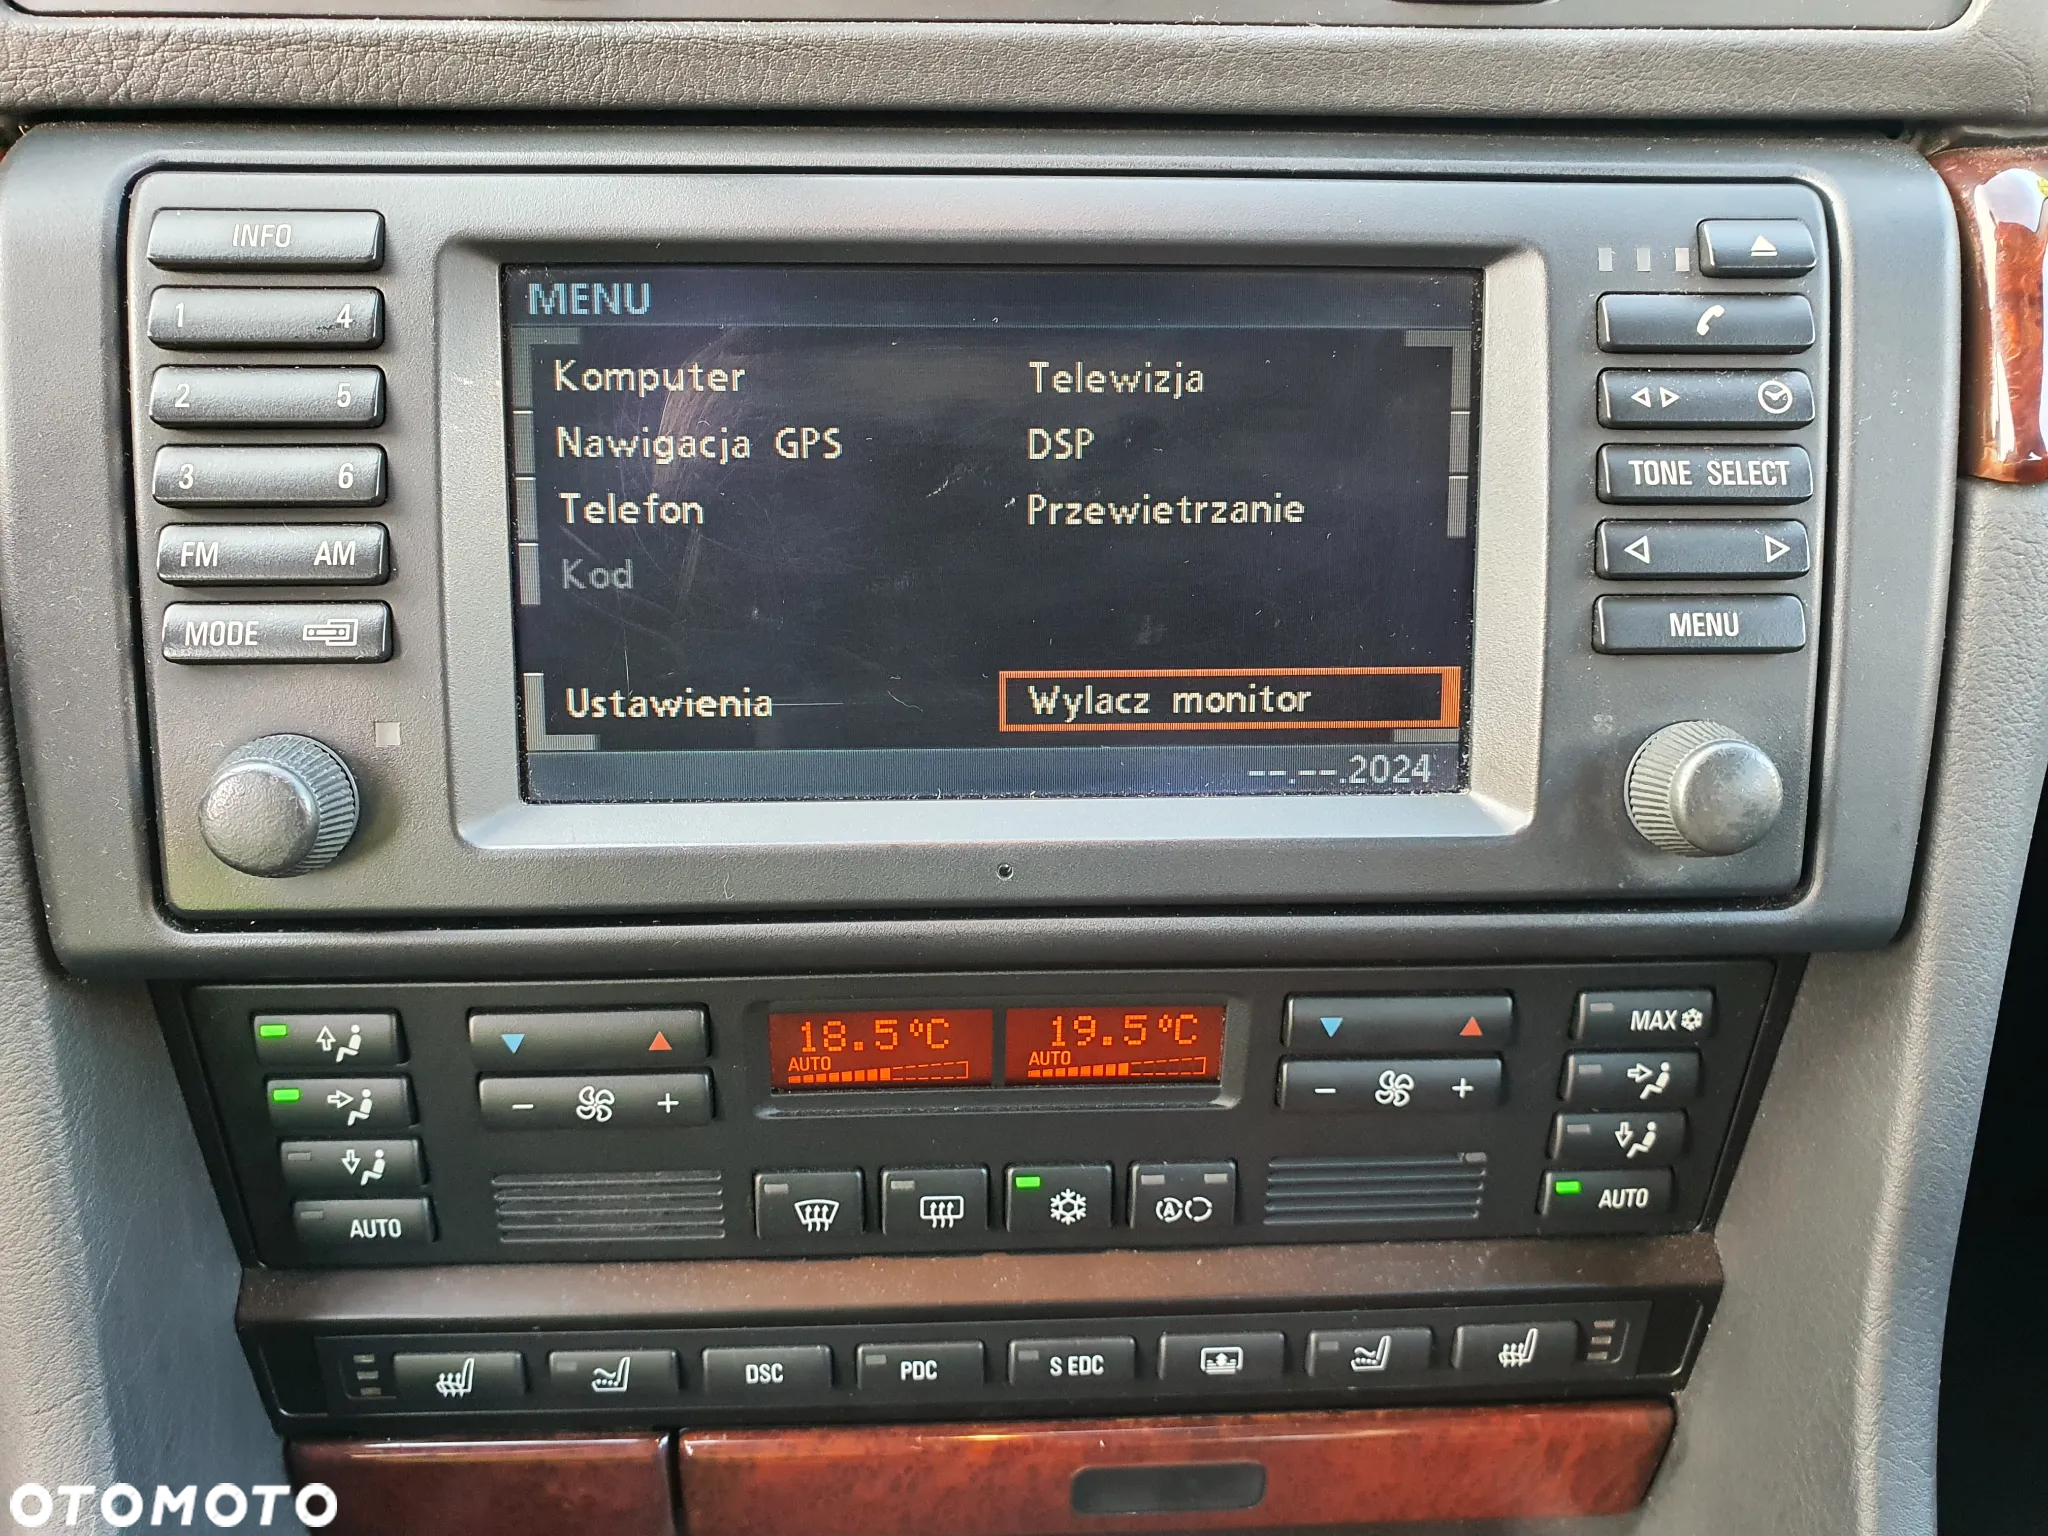 INFO
1 4
2 5
3 6
FM AM
MODE
MENU
Komputer Telewizja
Nawigacja GPS DSP
Telefon Przewietrzanie
Kod
Ustawienia Wylacz monitor
--.--.2024
TONE SELECT
MENU
18.5°C 19.5°C
AUTO AUTO
MAX
- + - +
AUTO
A
AUTO
DSC PDC S EDC
OTOMOTO